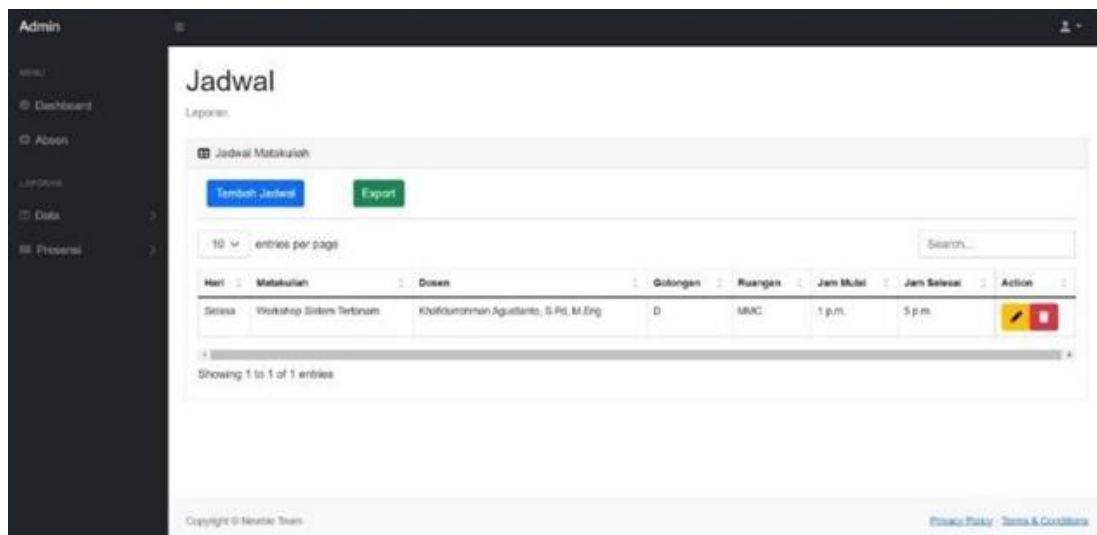 Admin
MENU
Dashboard
Absen
LAPORAN
Data
Presensi
Jadwal
Laporan
Jadwal Matakuliah
Tambah Jadwal Export
10 entries per page Search...
Hari Matakuliah Dosen Golongan Ruangan Jam Mulai Jam Selesai Action
Selasa Workshop Sistem Tertanam Khafidurrohman Agustianto, S.Pd, M.Eng D MMC 1 p.m. 5 p.m.
Showing 1 to 1 of 1 entries
Copyright © Newbie Team Privacy Policy · Terms & Conditions